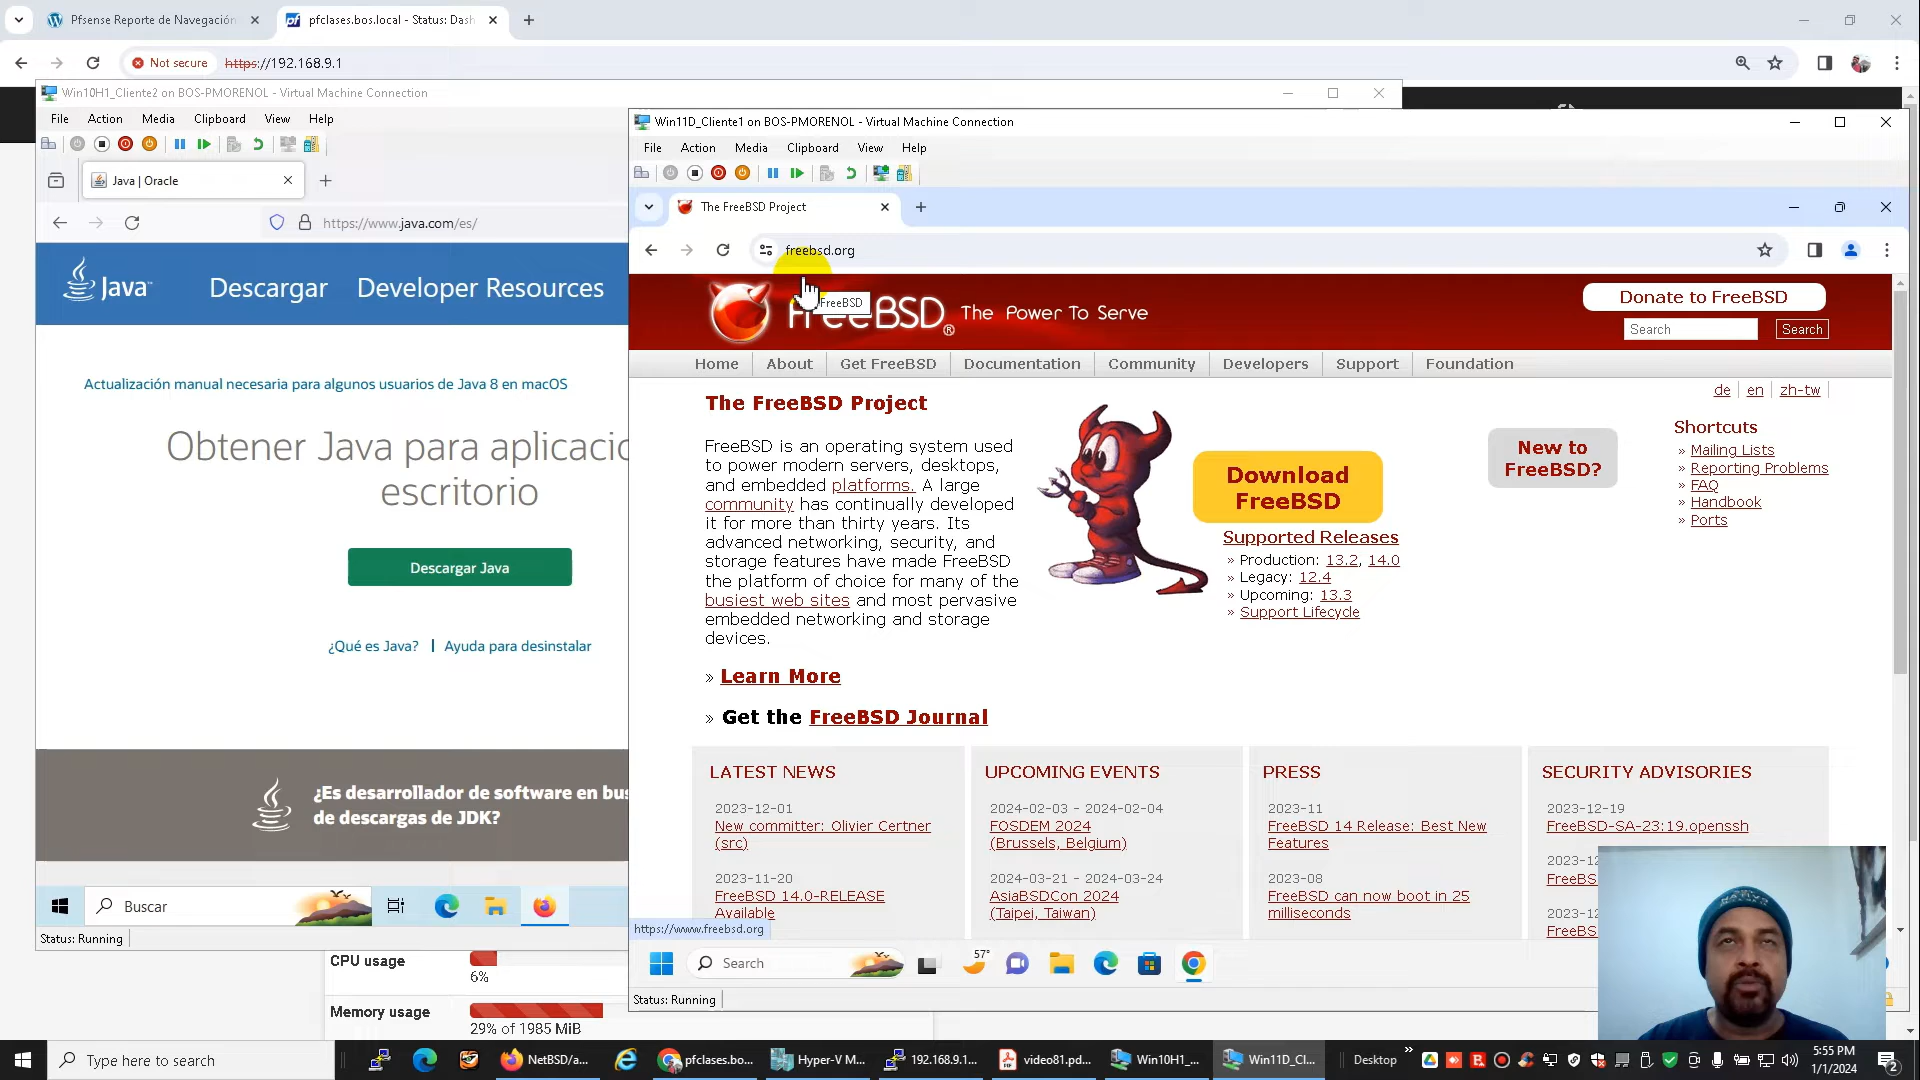 Pfsense Reporte de Navegación
pfclases.bos.local - Status: Dash
Not secure
https://192.168.9.1
Win10H1_Cliente2 on BOS-PMORENOL - Virtual Machine Connection
File Action Media Clipboard View Help
Java | Oracle
https://www.java.com/es/
Java
Descargar
Developer Resources
Actualización manual necesaria para algunos usuarios de Java 8 en macOS
Obtener Java para aplicacio
escritorio
Descargar Java
¿Qué es Java? | Ayuda para desinstalar
¿Es desarrollador de software en bus
de descargas de JDK?
Buscar
Status: Running
CPU usage
6%
Memory usage
29% of 1985 MiB
Win11D_Cliente1 on BOS-PMORENOL - Virtual Machine Connection
File Action Media Clipboard View Help
The FreeBSD Project
freebsd.org
FreeBSD
FreeBSD® The Power To Serve
Donate to FreeBSD
Search
Search
Home
About
Get FreeBSD
Documentation
Community
Developers
Support
Foundation
de | en | zh-tw
The FreeBSD Project
FreeBSD is an operating system used
to power modern servers, desktops,
and embedded platforms. A large
community has continually developed
it for more than thirty years. Its
advanced networking, security, and
storage features have made FreeBSD
the platform of choice for many of the
busiest web sites and most pervasive
embedded networking and storage
devices.
» Learn More
» Get the FreeBSD Journal
Download
FreeBSD
Supported Releases
» Production: 13.2, 14.0
» Legacy: 12.4
» Upcoming: 13.3
» Support Lifecycle
New to
FreeBSD?
Shortcuts
» Mailing Lists
» Reporting Problems
» FAQ
» Handbook
» Ports
LATEST NEWS
2023-12-01
New committer: Olivier Certner
(src)
2023-11-20
FreeBSD 14.0-RELEASE
Available
UPCOMING EVENTS
2024-02-03 - 2024-02-04
FOSDEM 2024
(Brussels, Belgium)
2024-03-21 - 2024-03-24
AsiaBSDCon 2024
(Taipei, Taiwan)
PRESS
2023-11
FreeBSD 14 Release: Best New
Features
2023-08
FreeBSD can now boot in 25
milliseconds
SECURITY ADVISORIES
2023-12-19
FreeBSD-SA-23:19.openssh
2023-12
FreeBS
2023-12
FreeBS
https://www.freebsd.org
Search
57°
Status: Running
Type here to search
NetBSD/a...
pfclases.bo...
Hyper-V M...
192.168.9.1...
video81.pd...
Win10H1_...
Win11D_Cl...
Desktop
5:55 PM
1/1/2024
2